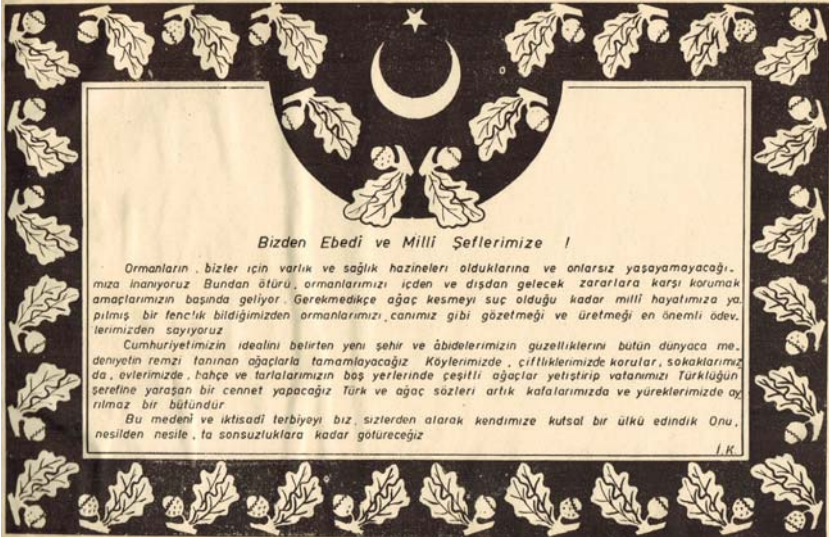 Bizden Ebedî ve Millî Şeflerimize !
Ormanların , bizler için varlık ve sağlık hazineleri olduklarına ve onlarsız yaşayamayacağı-
mıza inanıyoruz Bundan ötürü , ormanlarımızı içden ve dışdan gelecek zararlara karşı korumak
amaçlarımızın başında geliyor . Gerekmedikçe ağaç kesmeyi suç olduğu kadar millî hayatımıza ya.
pılmış bir fenclık bildiğimizden ormanlarımızı , canımız gibi gözetmeği ve üretmeği en önemli ödev.
lerimizden sayıyoruz
Cumhuriyetimizin idealini belirten yeni şehir ve âbidelerimizin güzelliklerini bütün dünyaca me.
deniyetin remzi tanınan ağaçlarla tamamlayacağız Köylerimizde , çiftliklerimizde korular , sokaklarımız
da , evlerimizde , bahçe ve tarlalarımızın boş yerlerinde çeşitli ağaçlar yetiştirip vatanımızı Türklüğün
şerefine yaraşan bir cennet yapacağız Türk ve ağaç sözleri artık kafalarımızda ve yüreklerimizde ay
rılmaz bir bütündür
Bu medenî ve iktisadî terbiyeyi biz , sizlerden alarak kendimize kutsal bir ülkü edindik Onu ,
nesilden nesile , ta sonsuzluklara kadar götüreceğiz
İ.K.